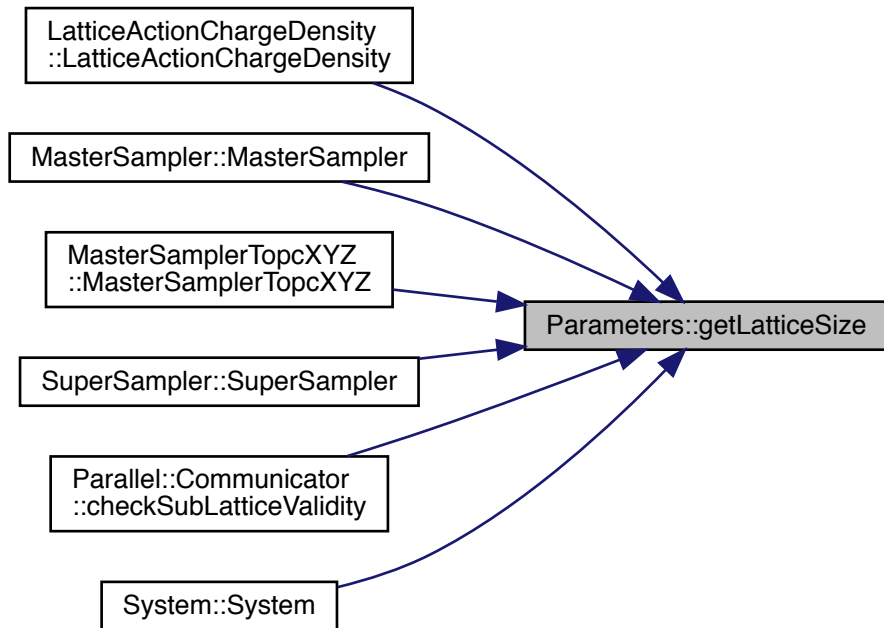 LatticeActionChargeDensity
::LatticeActionChargeDensity
MasterSampler::MasterSampler
MasterSamplerTopcXYZ
::MasterSamplerTopcXYZ
Parameters::getLatticeSize
SuperSampler::SuperSampler
Parallel::Communicator
::checkSubLatticeValidity
System::System